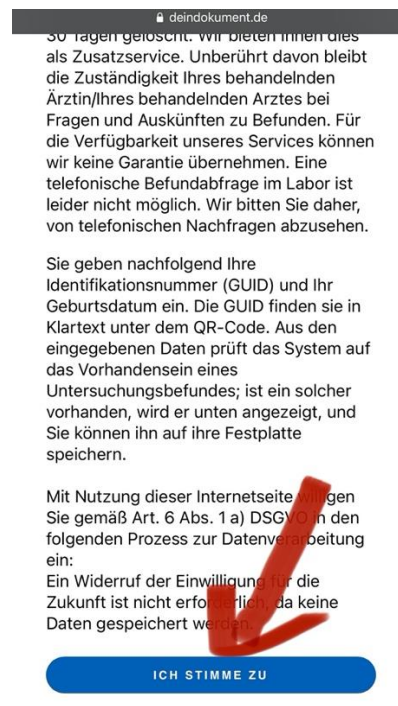 deindokument.de
30 Tagen gelöscht. Wir bieten Ihnen dies
als Zusatzservice. Unberührt davon bleibt
die Zuständigkeit Ihres behandelnden
Ärztin/Ihres behandelnden Arztes bei
Fragen und Auskünften zu Befunden. Für
die Verfügbarkeit unseres Services können
wir keine Garantie übernehmen. Eine
telefonische Befundabfrage im Labor ist
leider nicht möglich. Wir bitten Sie daher,
von telefonischen Nachfragen abzusehen.
Sie geben nachfolgend Ihre
Identifikationsnummer (GUID) und Ihr
Geburtsdatum ein. Die GUID finden sie in
Klartext unter dem QR-Code. Aus den
eingegebenen Daten prüft das System auf
das Vorhandensein eines
Untersuchungsbefundes; ist ein solcher
vorhanden, wird er unten angezeigt, und
Sie können ihn auf ihre Festplatte
speichern.
Mit Nutzung dieser Internetseite willigen
Sie gemäß Art. 6 Abs. 1 a) DSGVO in den
folgenden Prozess zur Datenverarbeitung
ein:
Ein Widerruf der Einwilligung für die
Zukunft ist nicht erforderlich, da keine
Daten gespeichert werden.
ICH STIMME ZU